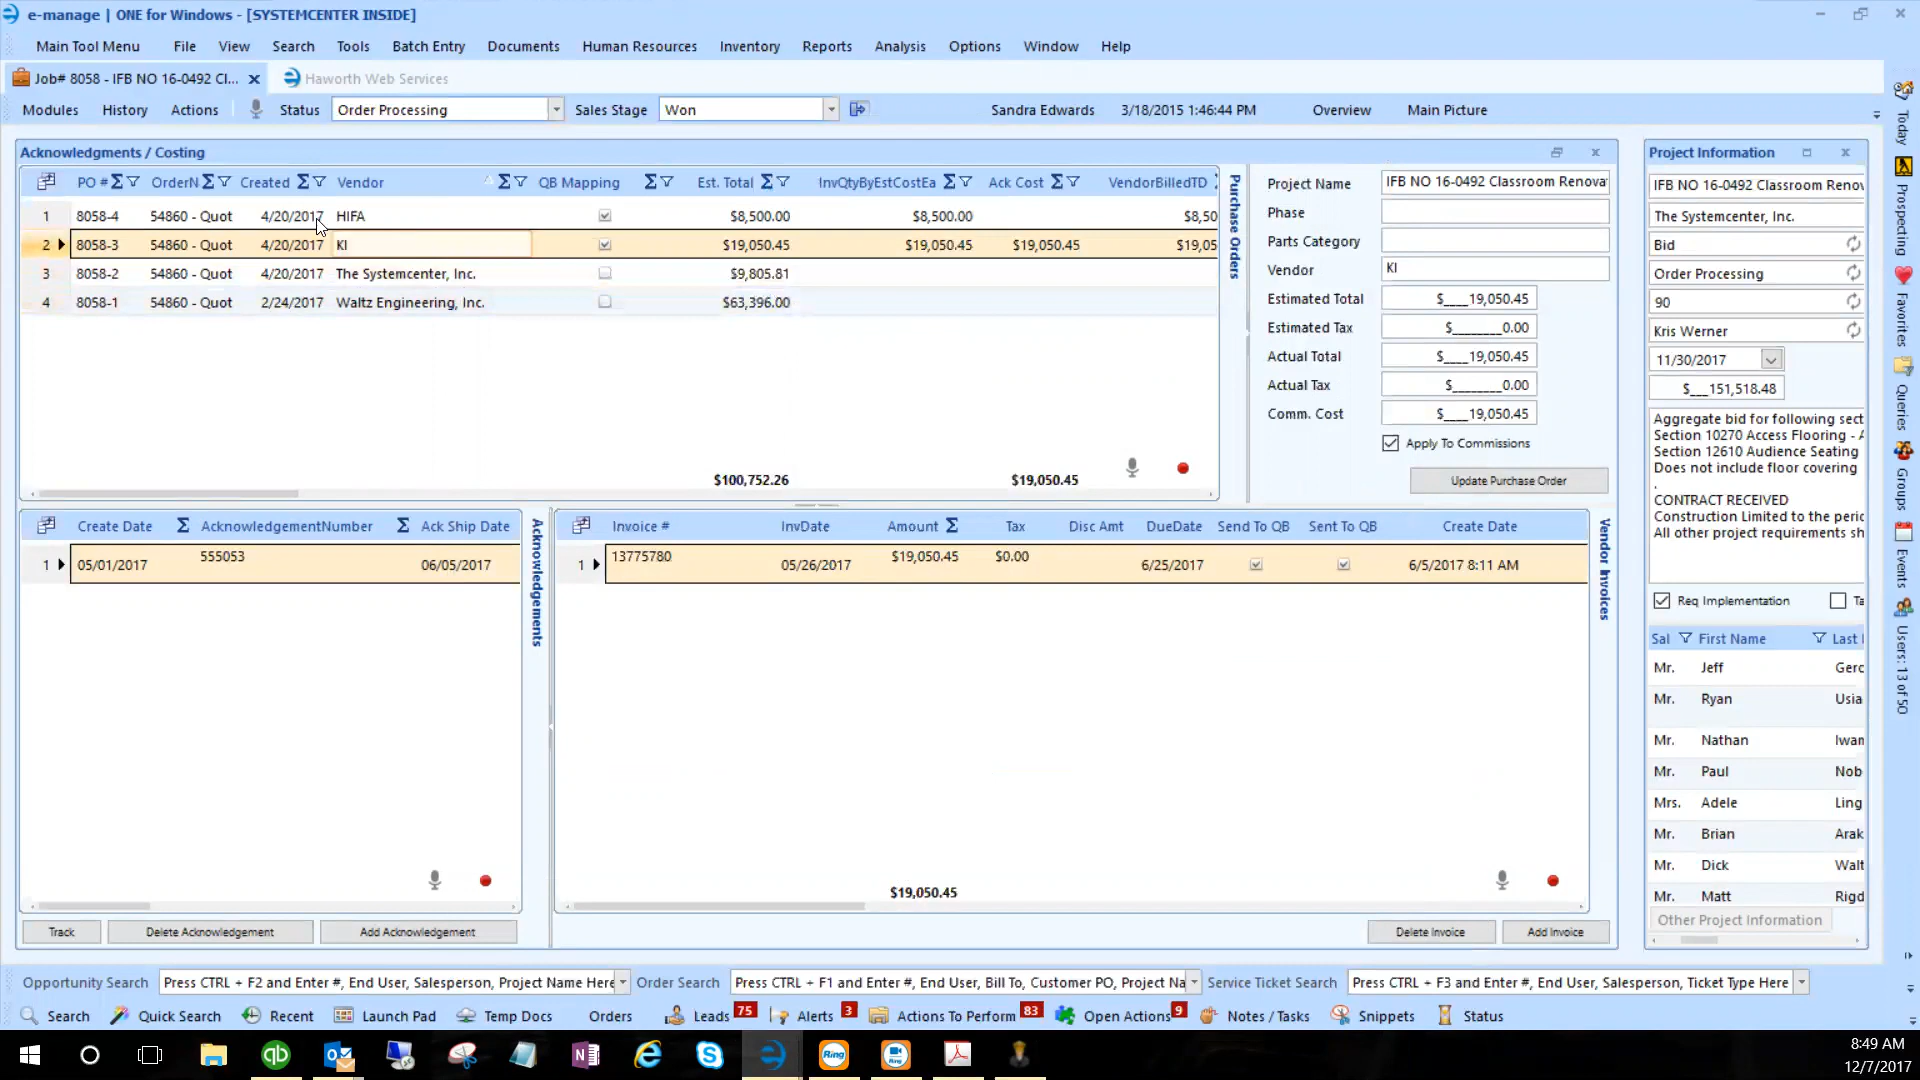 e-manage | ONE for Windows - [SYSTEMCENTER INSIDE]
Main Tool Menu File View Search Tools Batch Entry Documents Human Resources Inventory Reports Analysis Options Window Help
Job# 8058 - IFB NO 16-0492 Cl... Haworth Web Services
Modules History Actions Status Order Processing Sales Stage Won Sandra Edwards 3/18/2015 1:46:44 PM Overview Main Picture
Acknowledgments / Costing
PO # OrderN Created Vendor QB Mapping Est. Total InvQtyByEstCostEa Ack Cost VendorBilledTD
1 8058-4 54860 - Quot 4/20/2017 HIFA $8,500.00 $8,500.00 $8,50
2 8058-3 54860 - Quot 4/20/2017 KI $19,050.45 $19,050.45 $19,050.45 $19,05
3 8058-2 54860 - Quot 4/20/2017 The Systemcenter, Inc. $9,805.81
4 8058-1 54860 - Quot 2/24/2017 Waltz Engineering, Inc. $63,396.00
$100,752.26 $19,050.45
Purchase Orders
Project Name IFB NO 16-0492 Classroom Renova
Phase
Parts Category
Vendor KI
Estimated Total $____19,050.45
Estimated Tax $________0.00
Actual Total $____19,050.45
Actual Tax $________0.00
Comm. Cost $____19,050.45
Apply To Commissions
Update Purchase Order
Create Date AcknowledgementNumber Ack Ship Date
1 05/01/2017 555053 06/05/2017
Acknowledgements
Invoice # InvDate Amount Tax Disc Amt DueDate Send To QB Sent To QB Create Date
1 13775780 05/26/2017 $19,050.45 $0.00 6/25/2017 6/5/2017 8:11 AM
$19,050.45
Vendor Invoices
Track Delete Acknowledgement Add Acknowledgement
Delete Invoice Add Invoice
Project Information
IFB NO 16-0492 Classroom Renov
The Systemcenter, Inc.
Bid
Order Processing
90
Kris Werner
11/30/2017
$___151,518.48
Aggregate bid for following sect
Section 10270 Access Flooring - A
Section 12610 Audience Seating
Does not include floor covering
.
CONTRACT RECEIVED
Construction Limited to the perio
All other project requirements sh
Req Implementation Ta
Sal First Name Last
Mr. Jeff Gerc
Mr. Ryan Usia
Mr. Nathan Iwan
Mr. Paul Nob
Mrs. Adele Ling
Mr. Brian Arak
Mr. Dick Walt
Mr. Matt Rigd
Other Project Information
Today
Prospecting
Favorites
Queries
Groups
Events
Users: 13 of 50
Opportunity Search Press CTRL + F2 and Enter #, End User, Salesperson, Project Name Here Order Search Press CTRL + F1 and Enter #, End User, Bill To, Customer PO, Project Na Service Ticket Search Press CTRL + F3 and Enter #, End User, Salesperson, Ticket Type Here
Search Quick Search Recent Launch Pad Temp Docs Orders Leads 75 Alerts 3 Actions To Perform 83 Open Actions 9 Notes / Tasks Snippets Status
Ring
Ring
8:49 AM
12/7/2017